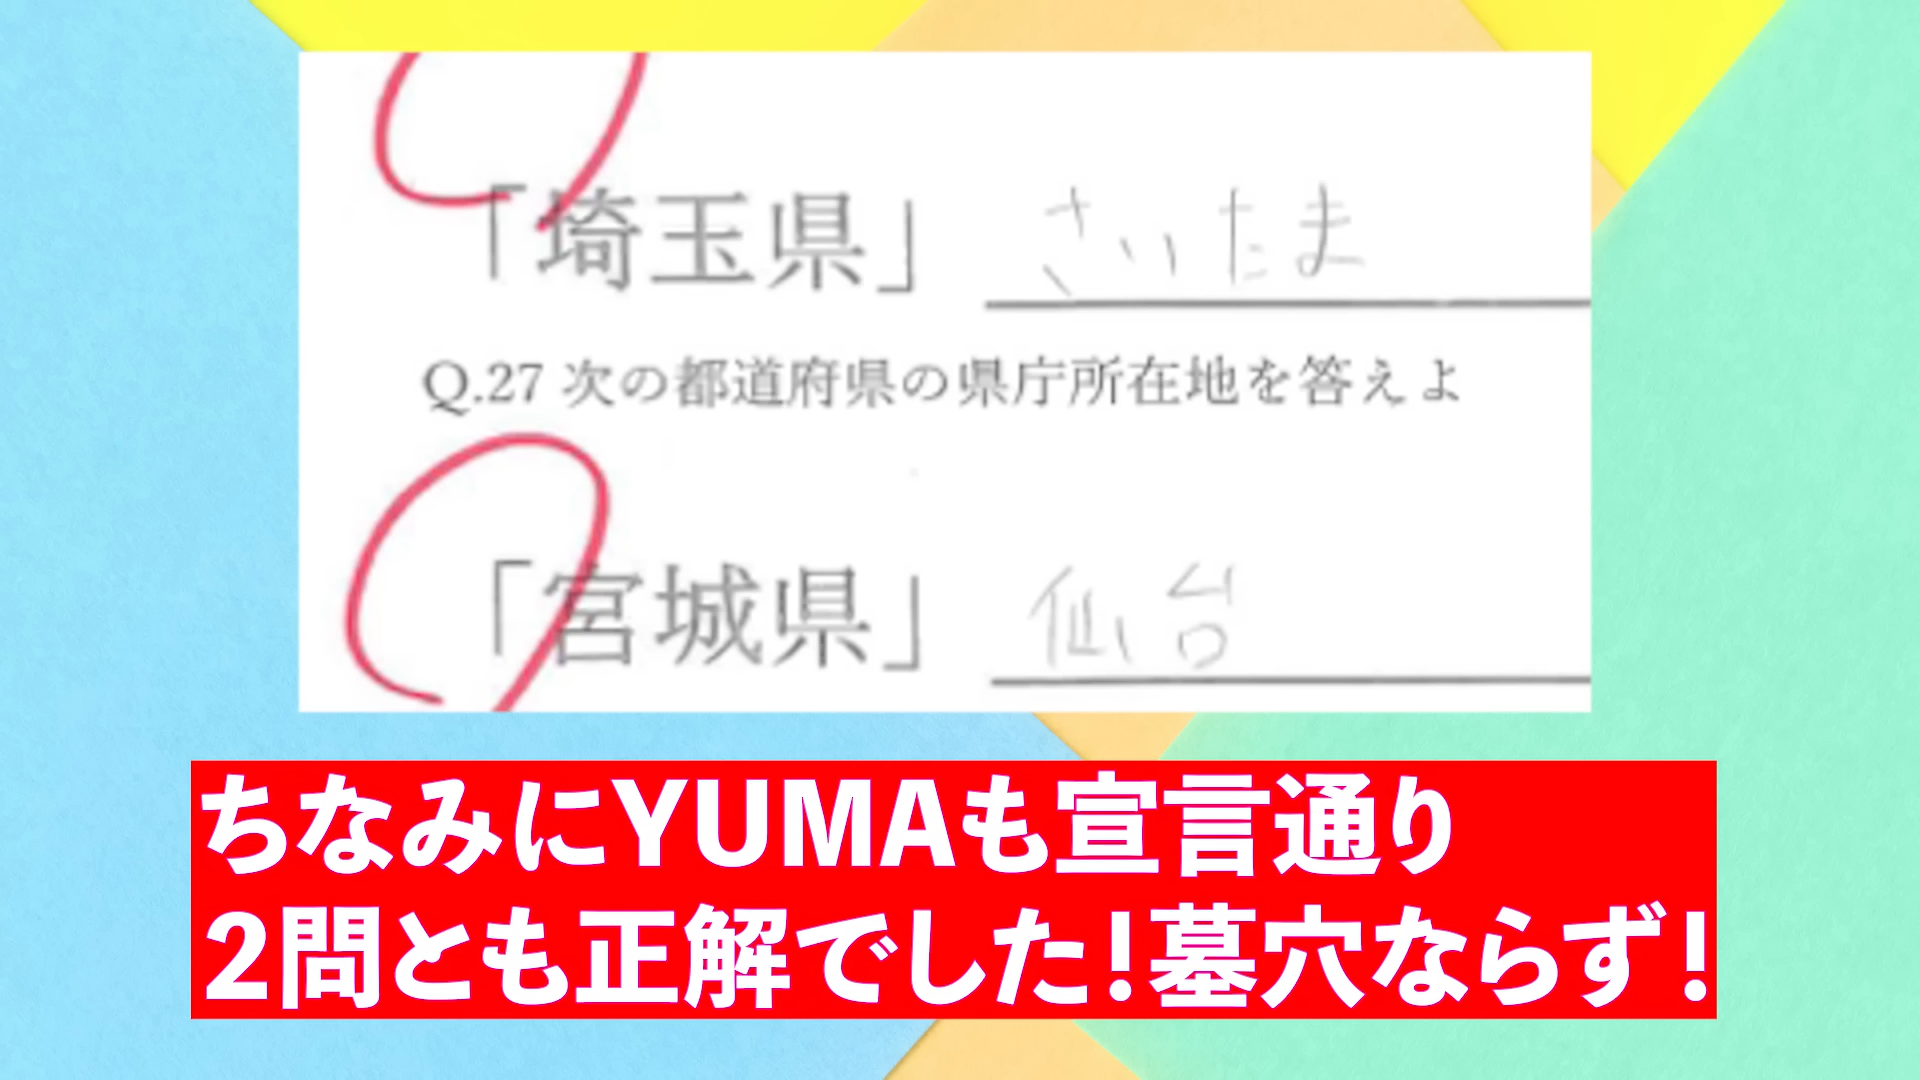 「埼玉県」 さいたま
Q.27 次の都道府県の県庁所在地を答えよ
「宮城県」 仙台
ちなみにYUMAも宣言通り
2問とも正解でした!墓穴ならず!